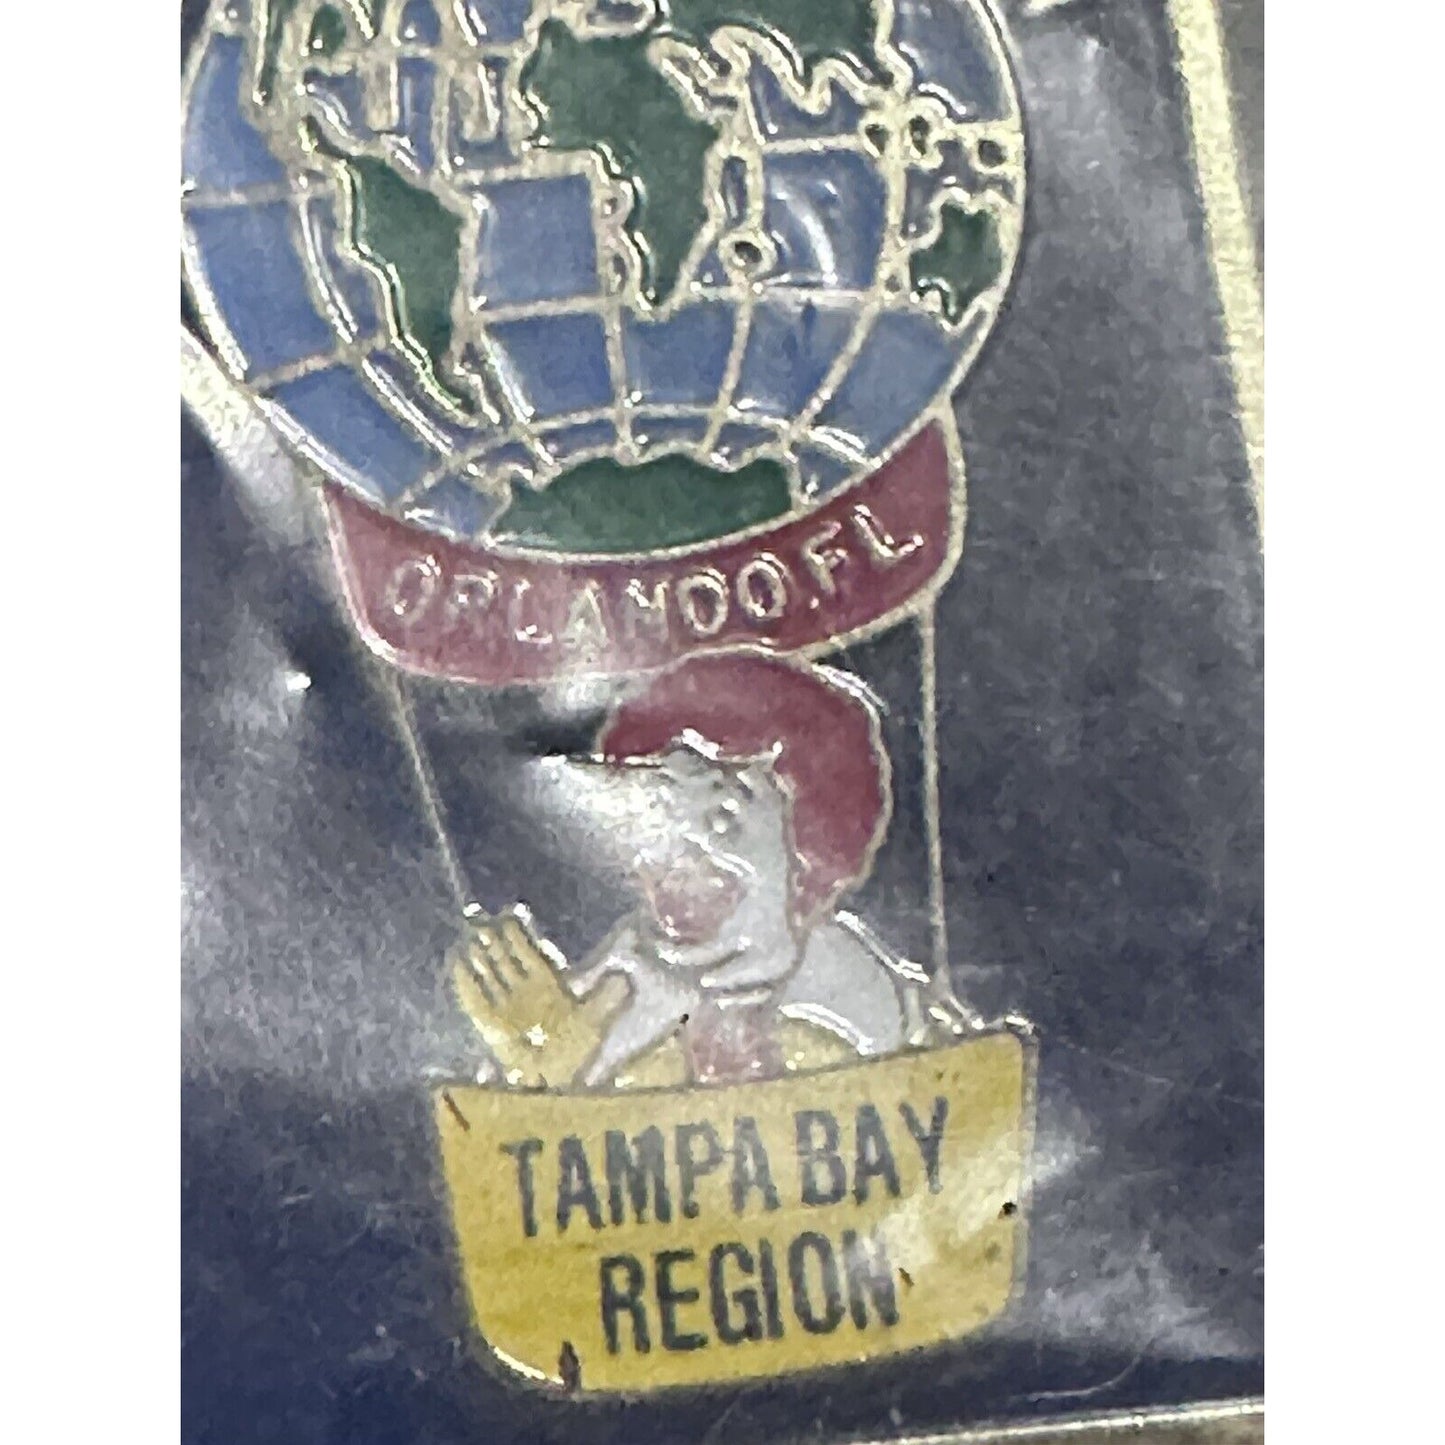 ORLANDO, FL
TAMPA BAY
REGION